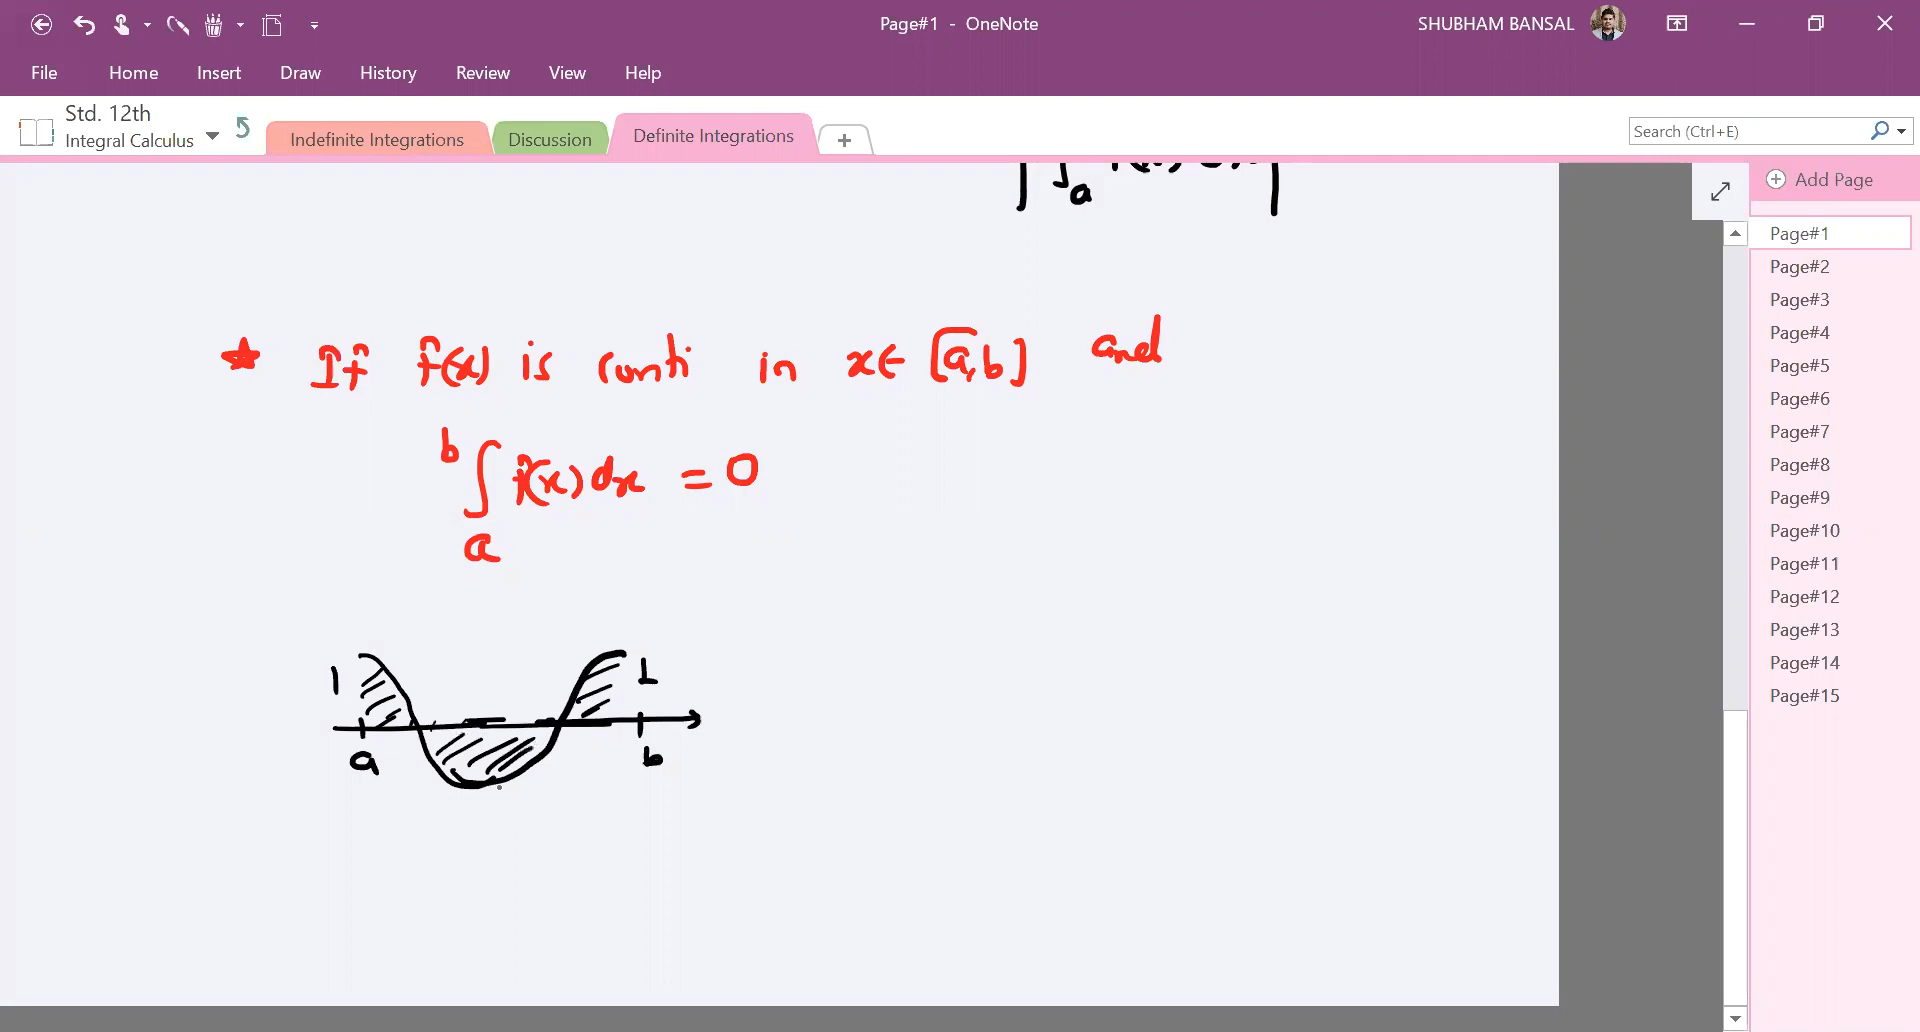 Page#1 - OneNote
SHUBHAM BANSAL
File Home Insert Draw History Review View Help
Std. 12th
Integral Calculus
Indefinite Integrations
Discussion
Definite Integrations
+
Search (Ctrl+E)
Add Page
Page#1
Page#2
Page#3
Page#4
Page#5
Page#6
Page#7
Page#8
Page#9
Page#10
Page#11
Page#12
Page#13
Page#14
Page#15
a
If f(x) is conti in x∈ [a,b] and
b
∫ f(x) dx = 0
a
1 1
a b